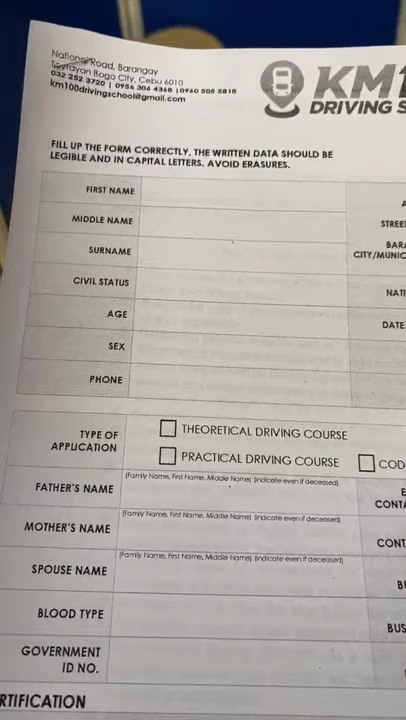 National Road, Barangay
Taytayan Bogo City, Cebu 6010
032 252 3720 | 0956 306 4368 | 0960 505 5818
km100drivingschool@gmail.com
KM1
DRIVING S
FILL UP THE FORM CORRECTLY, THE WRITTEN DATA SHOULD BE
LEGIBLE AND IN CAPITAL LETTERS. AVOID ERASURES.
FIRST NAME
A
MIDDLE NAME
STREET
SURNAME
BARA
CITY/MUNIC
CIVIL STATUS
NATI
AGE
DATE
SEX
PHONE
TYPE OF
APPLICATION
THEORETICAL DRIVING COURSE
PRACTICAL DRIVING COURSE
COD
FATHER'S NAME
(Family Name, First Name, Middle Name) (indicate even if deceased)
E
CONTA
MOTHER'S NAME
(Family Name, First Name, Middle Name) (indicate even if deceased)
CONT
SPOUSE NAME
(Family Name, First Name, Middle Name) (indicate even if deceased)
BU
BLOOD TYPE
BUS
GOVERNMENT
ID NO.
RTIFICATION